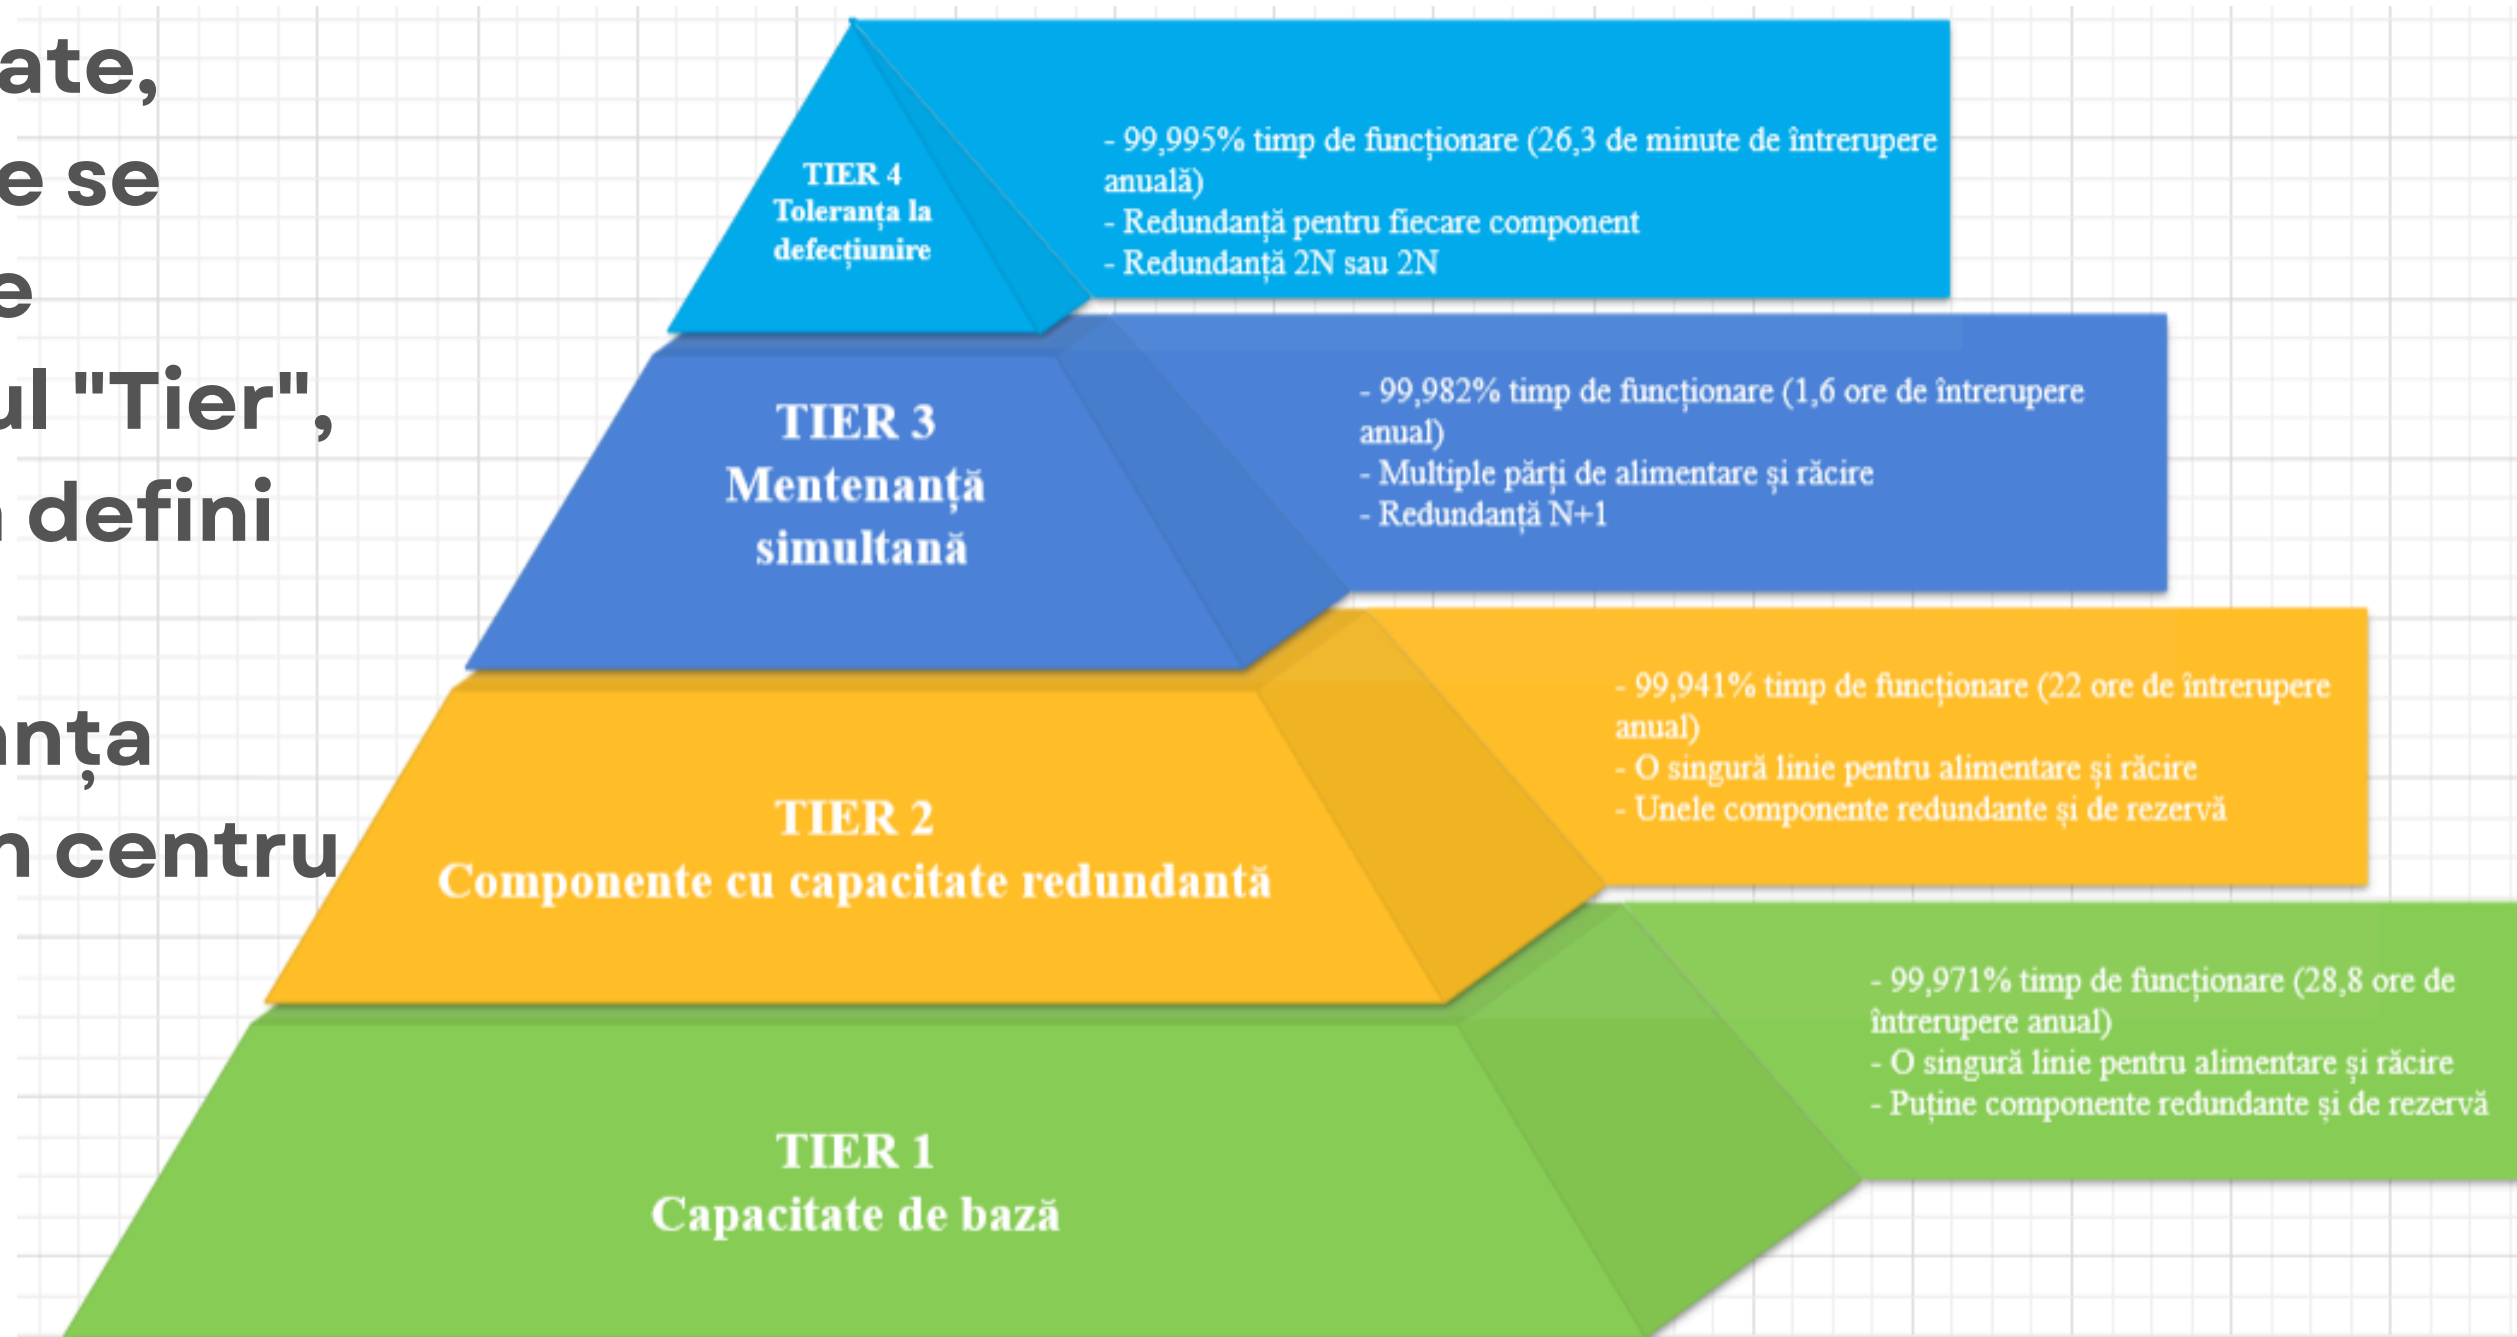 ate,
e se
e
ul "Tier",
defini
anța
n centru
TIER 4
Toleranța la
defecțiunire
- 99,995% timp de funcționare (26,3 de minute de întrerupere
anuală)
- Redundanță pentru fiecare component
- Redundanță 2N sau 2N
TIER 3
Mentenanță
simultană
- 99,982% timp de funcționare (1,6 ore de întrerupere
anual)
- Multiple părți de alimentare și răcire
- Redundanță N+1
TIER 2
Componente cu capacitate redundantă
- 99,941% timp de funcționare (22 ore de întrerupere
anual)
- O singură linie pentru alimentare și răcire
- Unele componente redundante și de rezervă
TIER 1
Capacitate de bază
- 99,971% timp de funcționare (28,8 ore de
întrerupere anual)
- O singură linie pentru alimentare și răcire
- Puține componente redundante și de rezervă